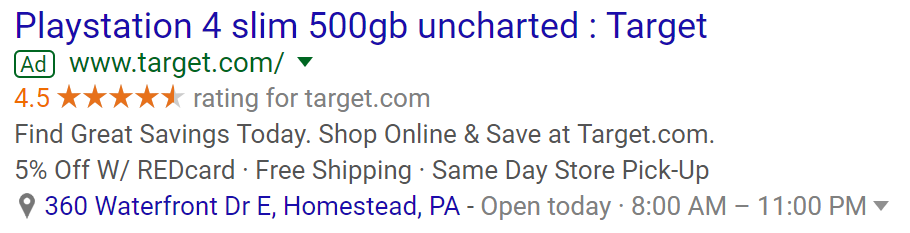 Playstation 4 slim 500gb uncharted : Target
Ad www.target.com/
4.5 rating for target.com
Find Great Savings Today. Shop Online & Save at Target.com.
5% Off W/ REDcard · Free Shipping · Same Day Store Pick-Up
360 Waterfront Dr E, Homestead, PA - Open today · 8:00 AM – 11:00 PM